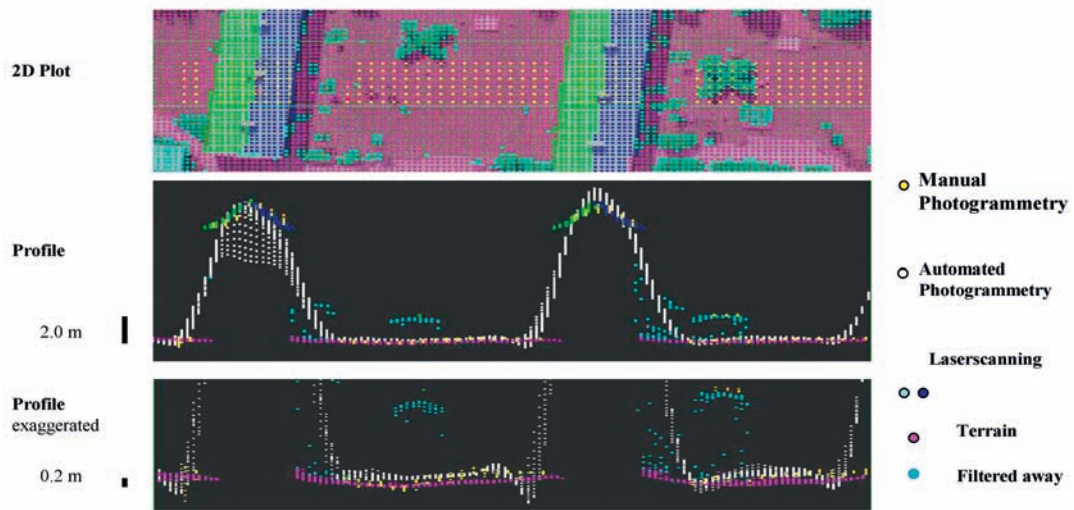 2D Plot
Manual
Photogrammetry
Profile
Automated
Photogrammetry
2.0 m
Laserscanning
Profile
exaggerated
Terrain
0.2 m
Filtered away